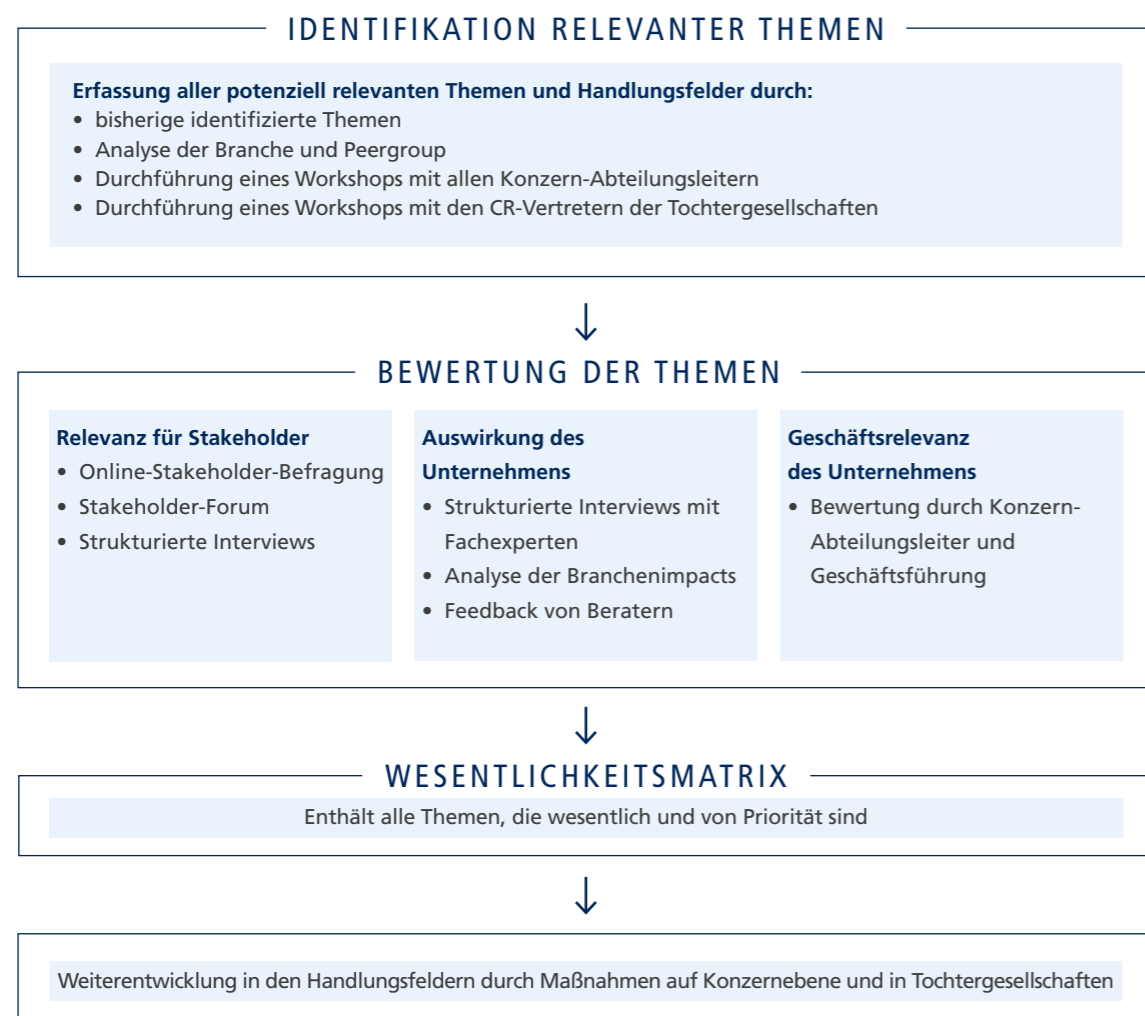 IDENTIFIKATION RELEVANTER THEMEN
Erfassung aller potenziell relevanten Themen und Handlungsfelder durch:
• bisherige identifizierte Themen
• Analyse der Branche und Peergroup
• Durchführung eines Workshops mit allen Konzern-Abteilungsleitern
• Durchführung eines Workshops mit den CR-Vertretern der Tochtergesellschaften
BEWERTUNG DER THEMEN
Relevanz für Stakeholder
• Online-Stakeholder-Befragung
• Stakeholder-Forum
• Strukturierte Interviews
Auswirkung des
Unternehmens
• Strukturierte Interviews mit
Fachexperten
• Analyse der Branchenimpacts
• Feedback von Beratern
Geschäftsrelevanz
des Unternehmens
• Bewertung durch Konzern-
Abteilungsleiter und
Geschäftsführung
WESENTLICHKEITSMATRIX
Enthält alle Themen, die wesentlich und von Priorität sind
Weiterentwicklung in den Handlungsfeldern durch Maßnahmen auf Konzernebene und in Tochtergesellschaften